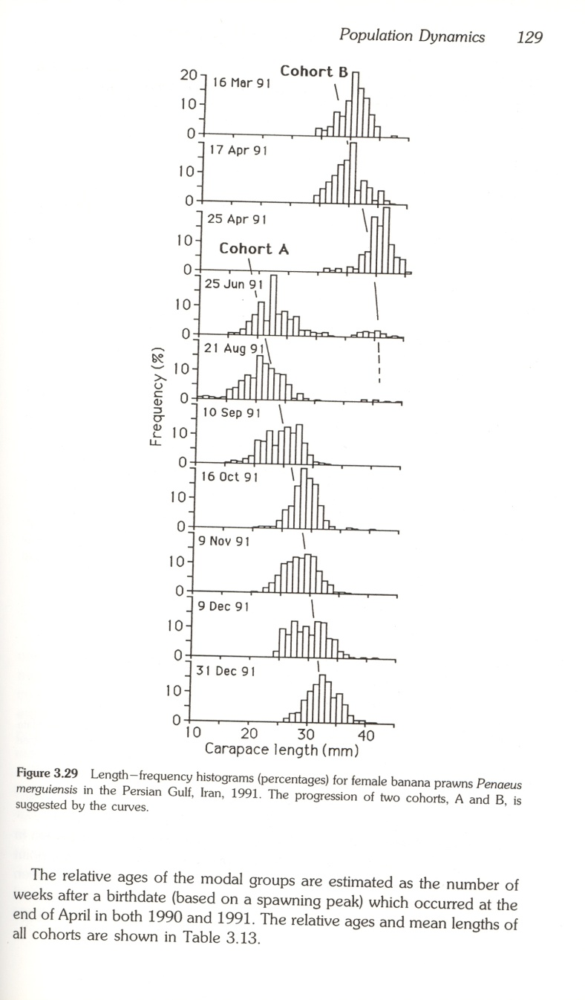 Population Dynamics 129
Cohort B
20
16 Mar 91
10
0
17 Apr 91
10
0
25 Apr 91
10
Cohort A
0
25 Jun 91
10
0
21 Aug 91
10
0
10 Sep 91
10
0
16 Oct 91
10
0
9 Nov 91
10
0
9 Dec 91
10
0
31 Dec 91
10
0
Frequency (%)
10 20 30 40
Carapace length (mm)
Figure 3.29 Length–frequency histograms (percentages) for female banana prawns Penaeus
merguiensis in the Persian Gulf, Iran, 1991. The progression of two cohorts, A and B, is
suggested by the curves.
The relative ages of the modal groups are estimated as the number of
weeks after a birthdate (based on a spawning peak) which occurred at the
end of April in both 1990 and 1991. The relative ages and mean lengths of
all cohorts are shown in Table 3.13.